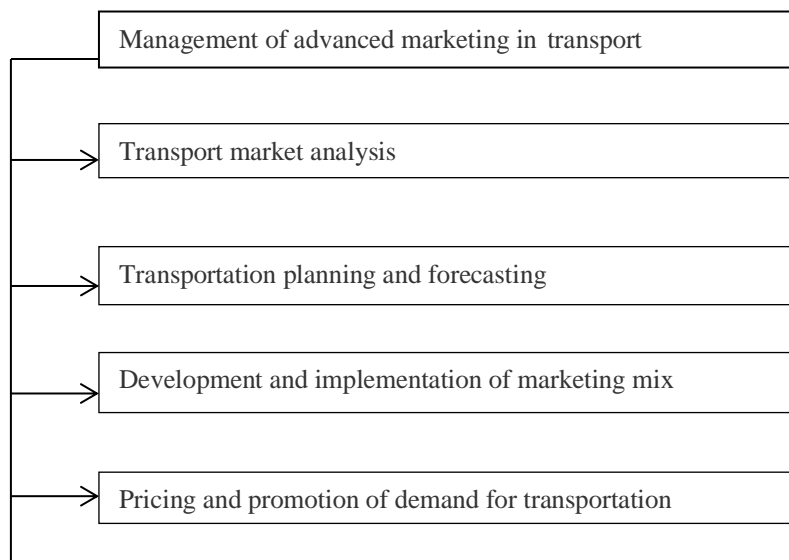 Management of advanced marketing in transport
Transport market analysis
Transportation planning and forecasting
Development and implementation of marketing mix
Pricing and promotion of demand for transportation